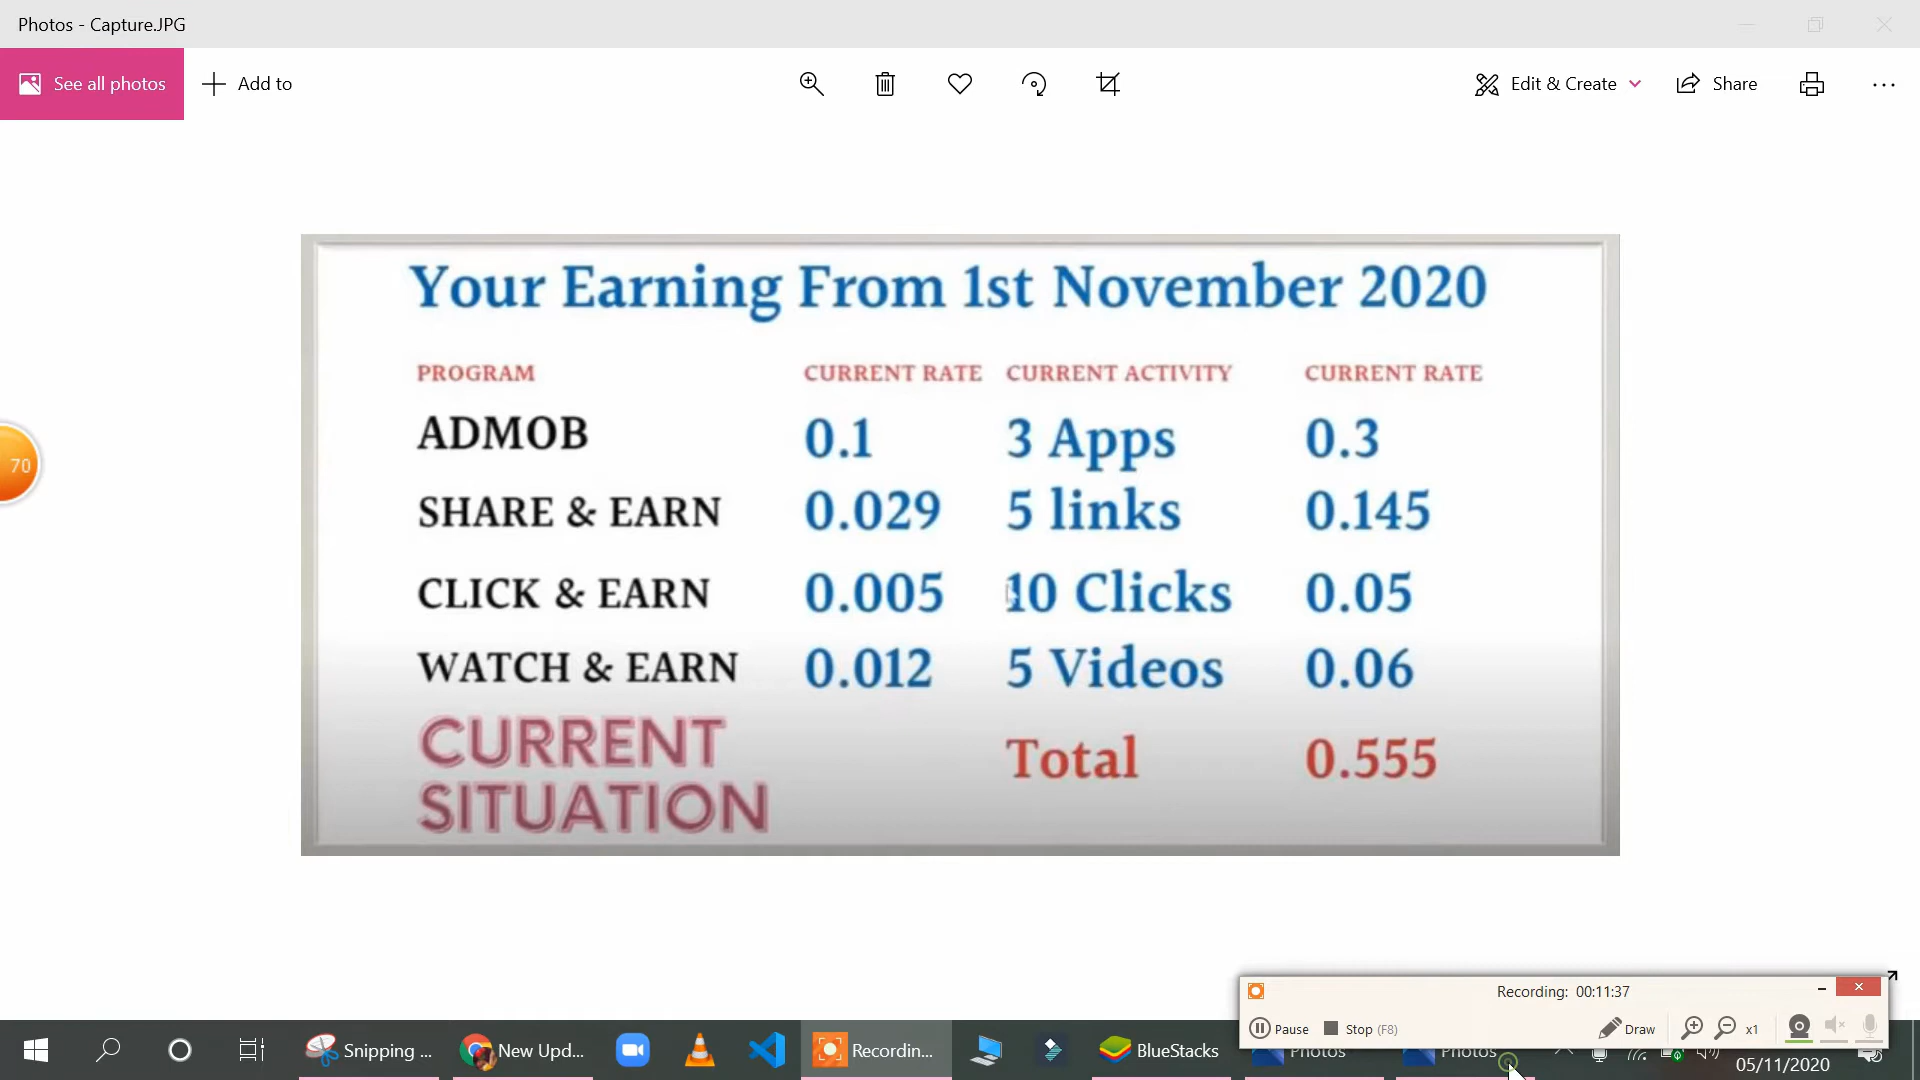 Photos - Capture.JPG
See all photos
Add to
Edit & Create
Share
Your Earning From 1st November 2020
PROGRAM CURRENT RATE CURRENT ACTIVITY CURRENT RATE
ADMOB 0.1 3 Apps 0.3
SHARE & EARN 0.029 5 links 0.145
CLICK & EARN 0.005 10 Clicks 0.05
WATCH & EARN 0.012 5 Videos 0.06
CURRENT
SITUATION
Total 0.555
70
Recording: 00:11:37
Pause Stop (F8) Draw x1
Snipping ... New Upd... Recordin... BlueStacks Photos Photos
05/11/2020